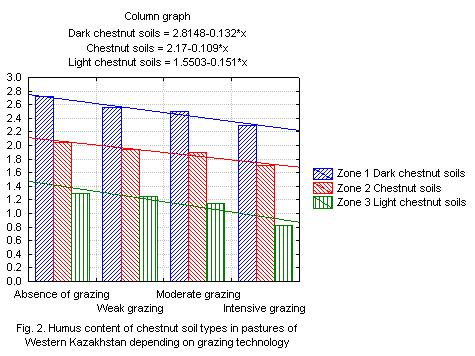 Column graph
Dark chestnut soils = 2.8148-0.132*x
Chestnut soils = 2.17-0.109*x
Light chestnut soils = 1.5503-0.151*x
3.0
2.8
2.6
2.4
2.2
2.0
1.8
1.6
1.4
1.2
1.0
0.8
0.6
0.4
0.2
0.0
Zone 1 Dark chestnut soils
Zone 2 Chestnut soils
Zone 3 Light chestnut soils
Absence of grazing
Moderate grazing
Weak grazing
Intensive grazing
Fig. 2. Humus content of chestnut soil types in pastures of
Western Kazakhstan depending on grazing technology